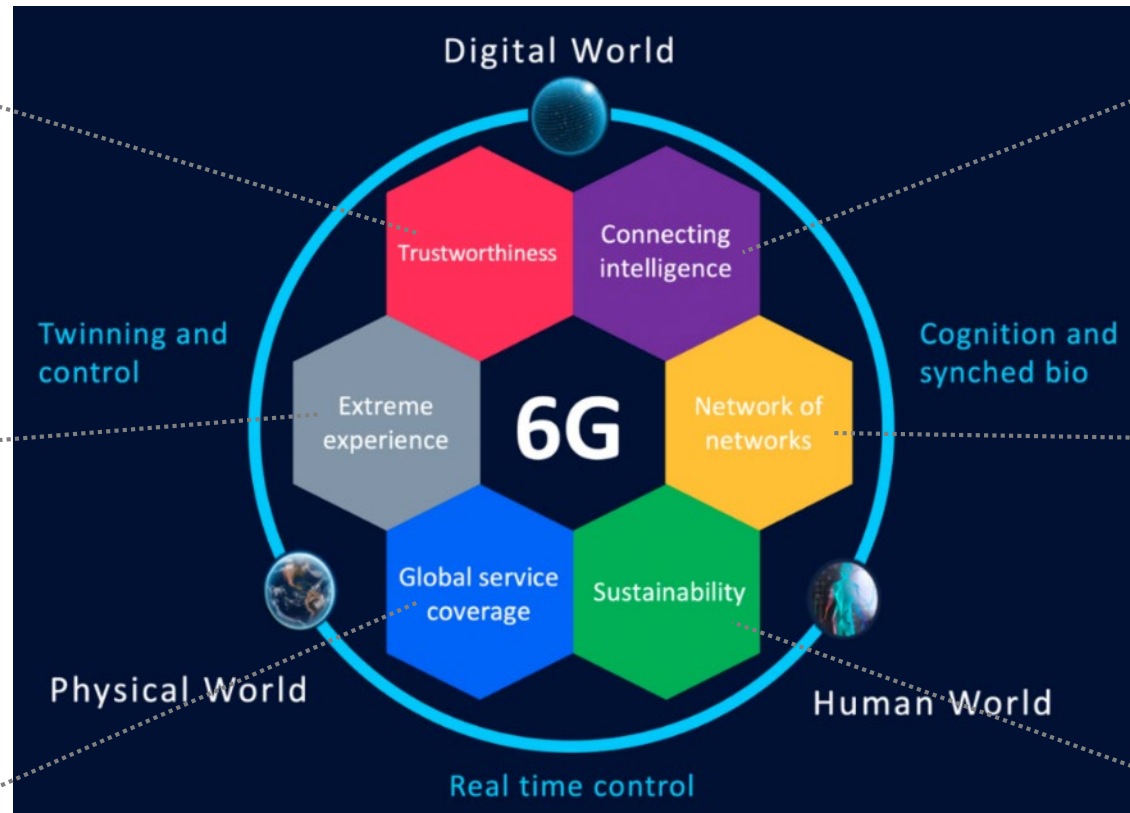 Digital World
Trustworthiness
Connecting
intelligence
Twinning and
control
Cognition and
synched bio
Extreme
experience
6G
Network of
networks
Global service
coverage
Sustainability
Physical World
Human World
Real time control